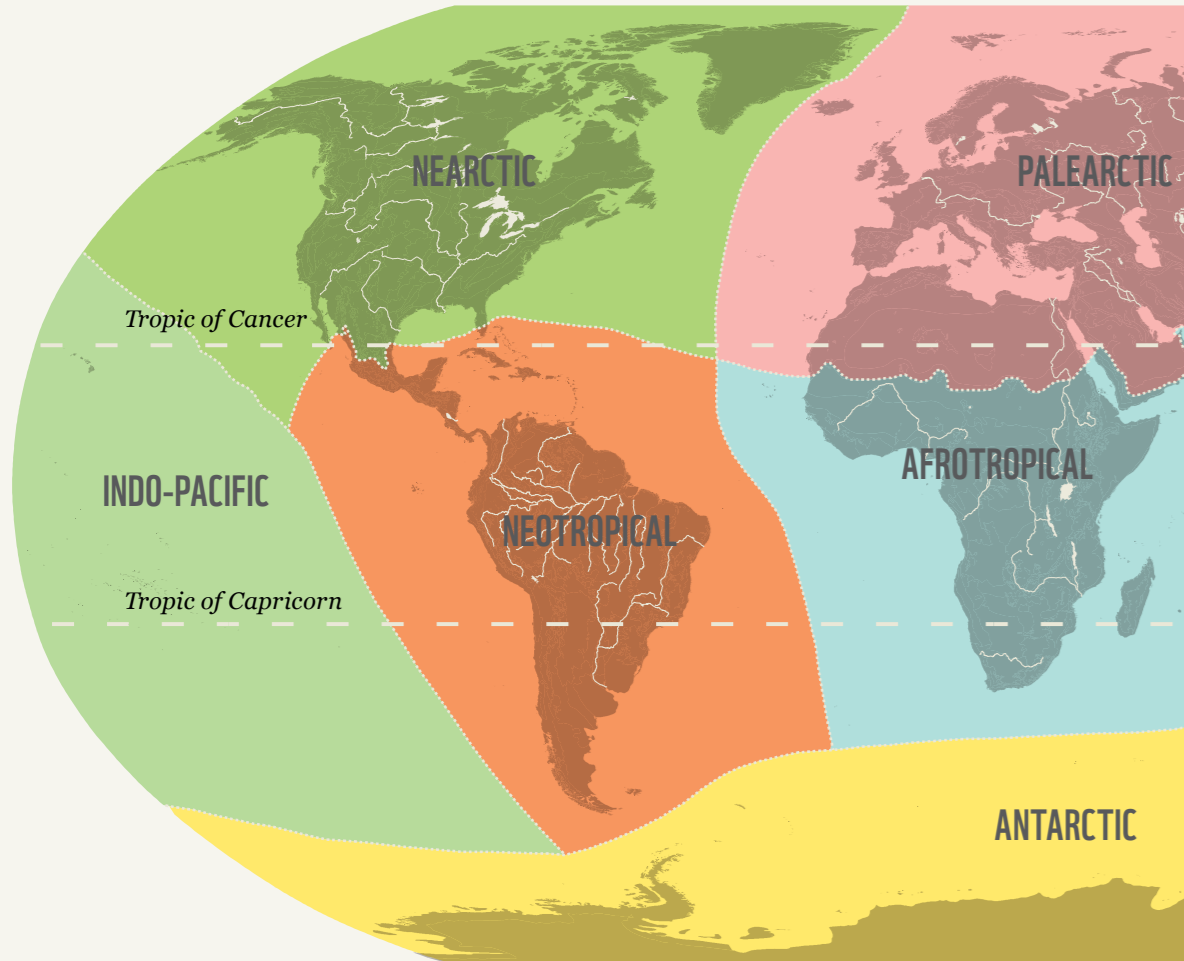 NEARCTIC
PALEARCTIC
Tropic of Cancer
AFROTROPICAL
INDO-PACIFIC
NEOTROPICAL
Tropic of Capricorn
ANTARCTIC